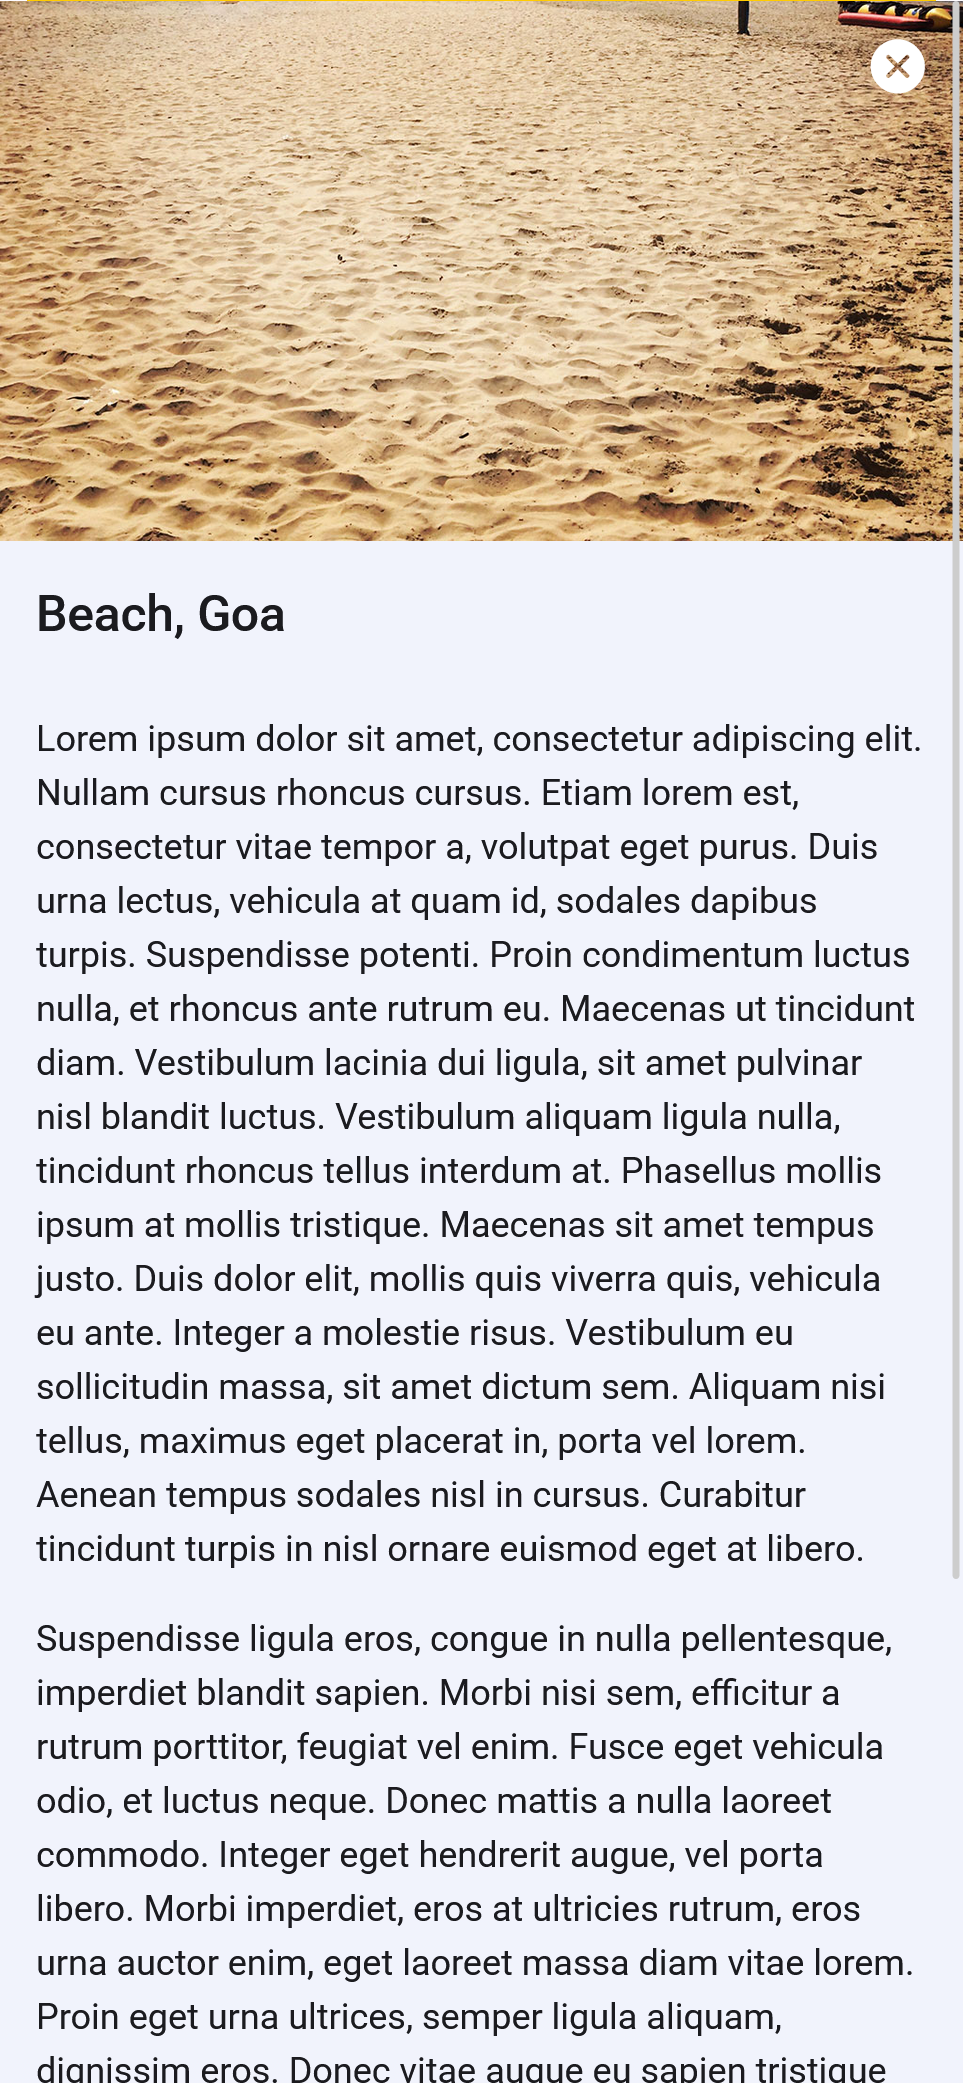 Beach, Goa
Lorem ipsum dolor sit amet, consectetur adipiscing elit.
Nullam cursus rhoncus cursus. Etiam lorem est,
consectetur vitae tempor a, volutpat eget purus. Duis
urna lectus, vehicula at quam id, sodales dapibus
turpis. Suspendisse potenti. Proin condimentum luctus
nulla, et rhoncus ante rutrum eu. Maecenas ut tincidunt
diam. Vestibulum lacinia dui ligula, sit amet pulvinar
nisl blandit luctus. Vestibulum aliquam ligula nulla,
tincidunt rhoncus tellus interdum at. Phasellus mollis
ipsum at mollis tristique. Maecenas sit amet tempus
justo. Duis dolor elit, mollis quis viverra quis, vehicula
eu ante. Integer a molestie risus. Vestibulum eu
sollicitudin massa, sit amet dictum sem. Aliquam nisi
tellus, maximus eget placerat in, porta vel lorem.
Aenean tempus sodales nisl in cursus. Curabitur
tincidunt turpis in nisl ornare euismod eget at libero.
Suspendisse ligula eros, congue in nulla pellentesque,
imperdiet blandit sapien. Morbi nisi sem, efficitur a
rutrum porttitor, feugiat vel enim. Fusce eget vehicula
odio, et luctus neque. Donec mattis a nulla laoreet
commodo. Integer eget hendrerit augue, vel porta
libero. Morbi imperdiet, eros at ultricies rutrum, eros
urna auctor enim, eget laoreet massa diam vitae lorem.
Proin eget urna ultrices, semper ligula aliquam,
dignissim eros. Donec vitae augue eu sapien tristique